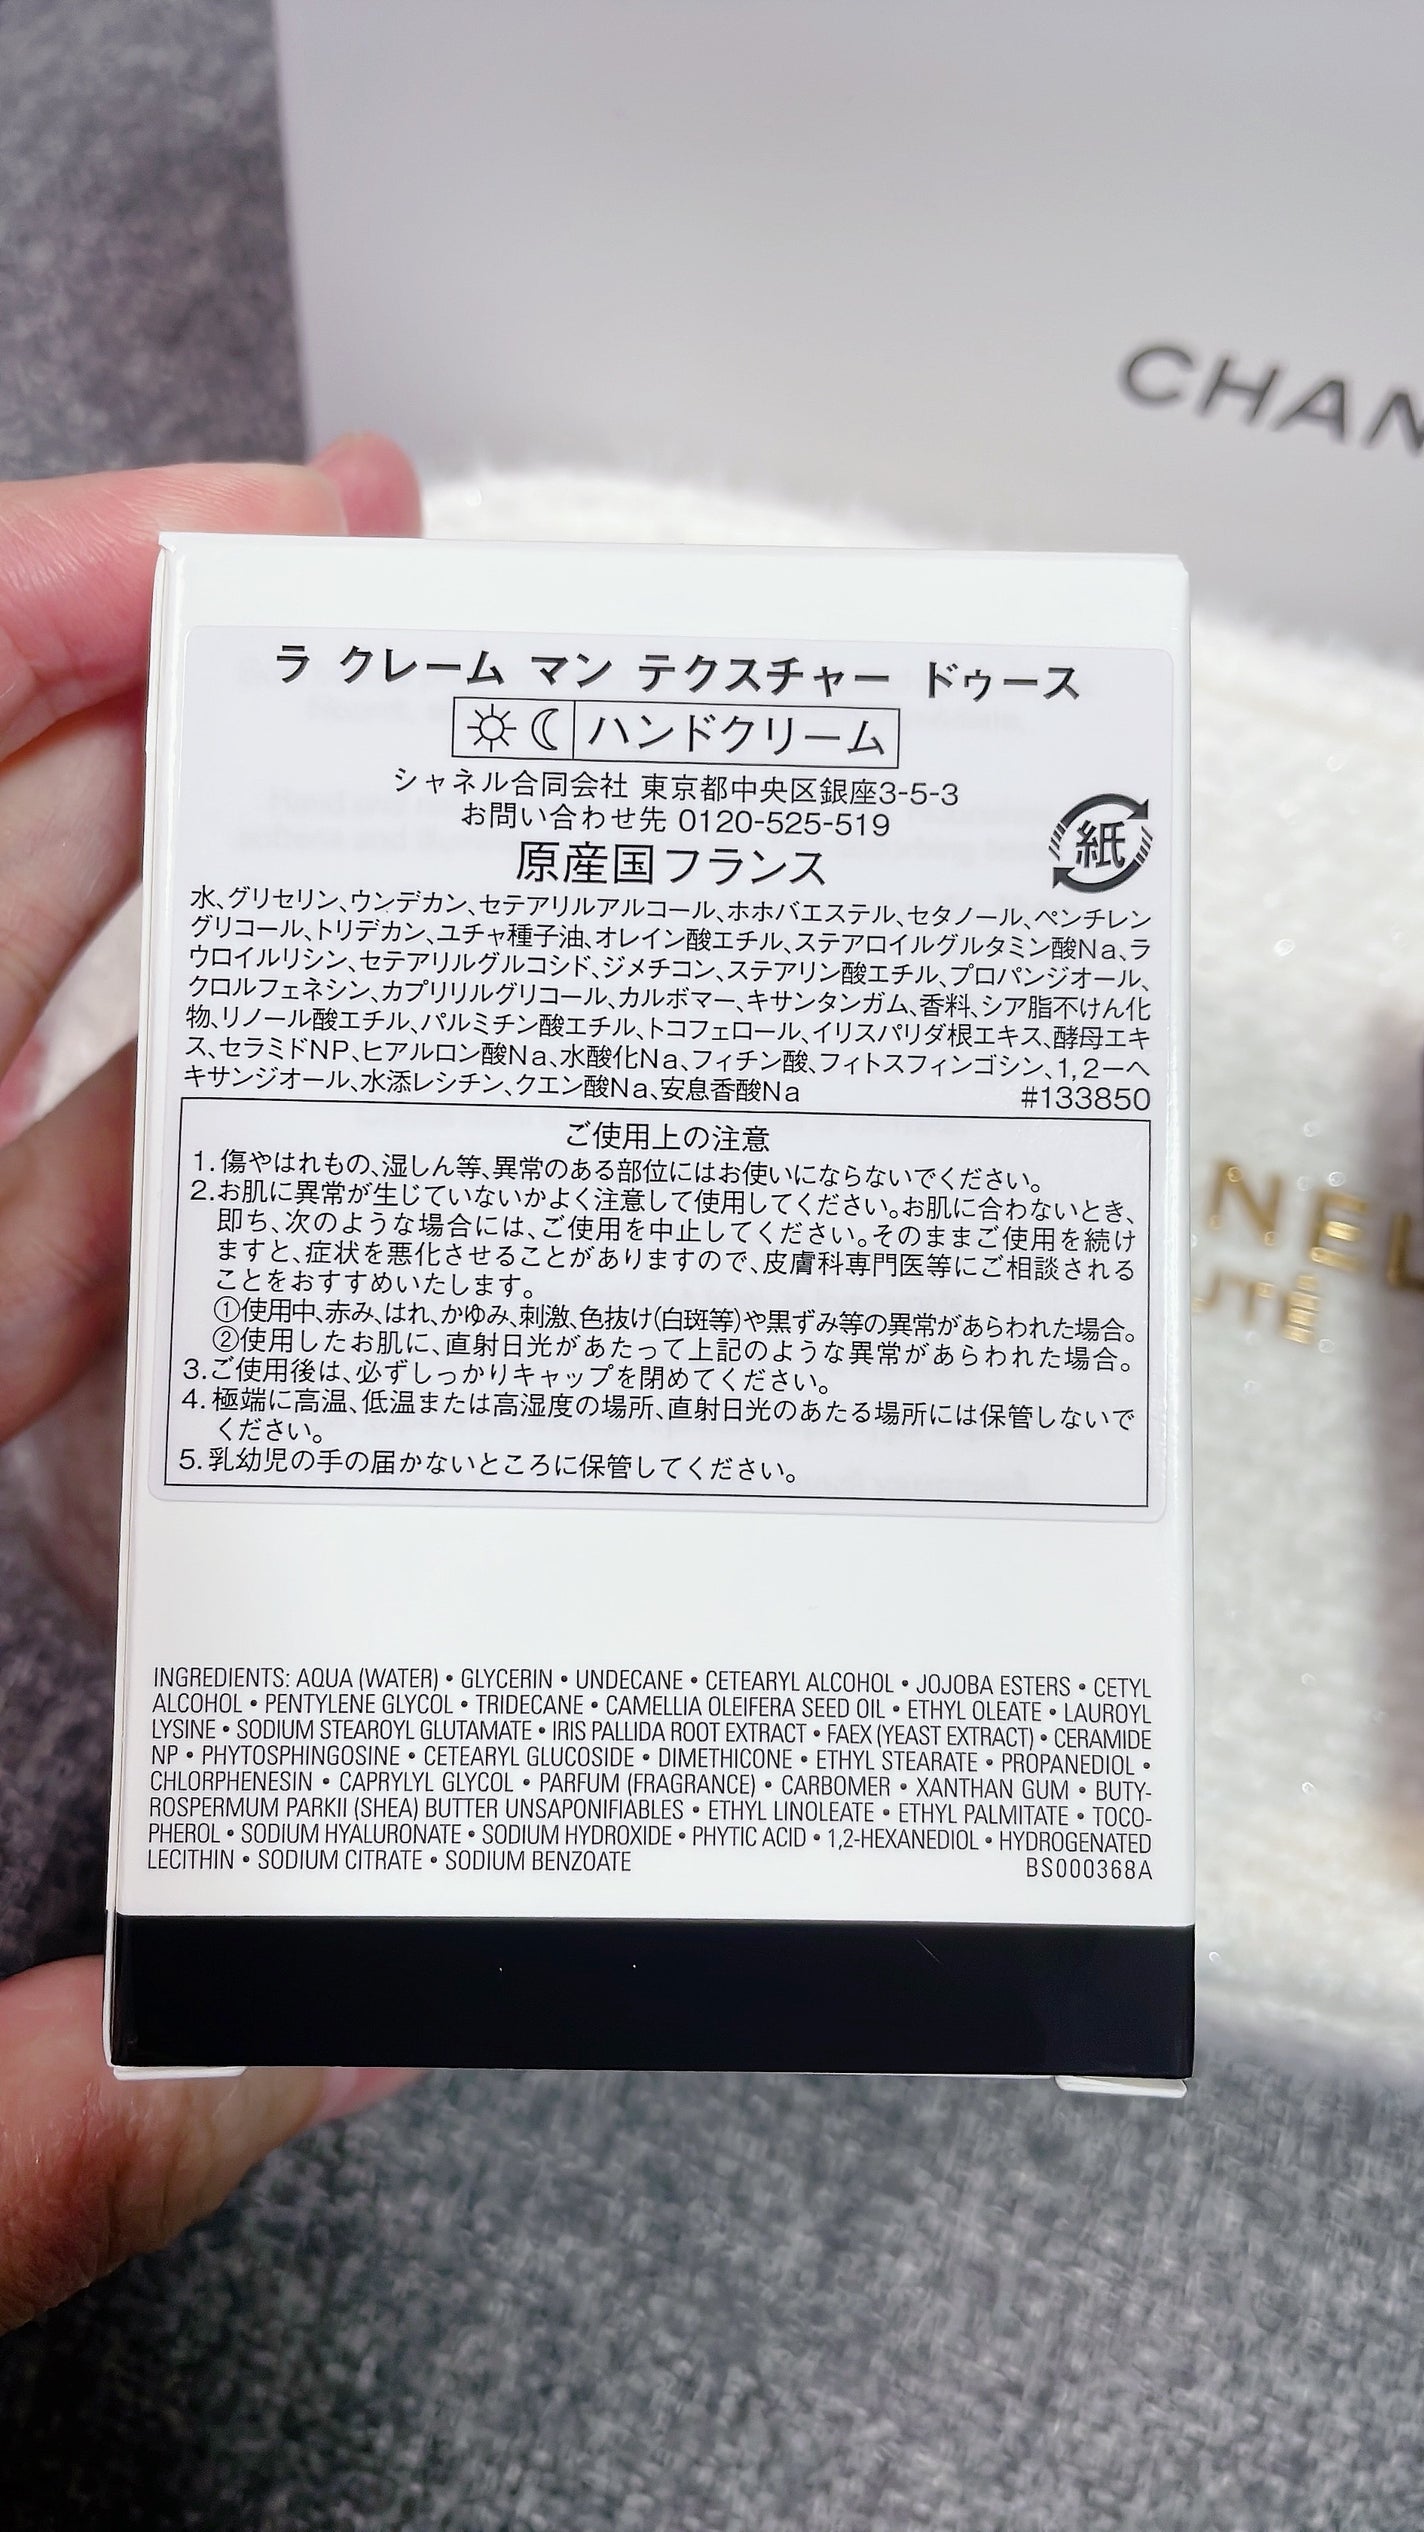 CHAN
ラ クレーム マン テクスチャー ドゥース
ハンドクリーム
シャネル合同会社 東京都中央区銀座3-5-3
お問い合わせ先 0120-525-519
紙
原産国フランス
水、グリセリン、ウンデカン、セテアリルアルコール、ホホバエステル、セタノール、ペンチレン
グリコール、トリデカン、ユチャ種子油、オレイン酸エチル、ステアロイルグルタミン酸Na、ラ
ウロイルリシン、セテアリルグルコシド、ジメチコン、ステアリン酸エチル、プロパンジオール、
クロルフェネシン、カプリリルグリコール、カルボマー、キサンタンガム、香料、シア脂不けん化
物、リノール酸エチル、パルミチン酸エチル、トコフェロール、イリスパリダ根エキス、酵母エキ
ス、セラミドNP、ヒアルロン酸Na、水酸化Na、フィチン酸、フィトスフィンゴシン、1,2ーヘ
キサンジオール、水添レシチン、クエン酸Na、安息香酸Na #133850
ご使用上の注意
1.傷やはれもの、湿しん等、異常のある部位にはお使いにならないでください。
2.お肌に異常が生じていないかよく注意して使用してください。お肌に合わないとき、
即ち、次のような場合には、ご使用を中止してください。そのままご使用を続け
ますと、症状を悪化させることがありますので、皮膚科専門医等にご相談される
ことをおすすめいたします。
①使用中、赤み、はれ、かゆみ、刺激、色抜け(白斑等)や黒ずみ等の異常があらわれた場合。
②使用したお肌に、直射日光があたって上記のような異常があらわれた場合。
3.ご使用後は、必ずしっかりキャップを閉めてください。
4.極端に高温、低温または高湿度の場所、直射日光のあたる場所には保管しないで
ください。
5.乳幼児の手の届かないところに保管してください。
NEL
UTÉ
INGREDIENTS: AQUA (WATER) • GLYCERIN • UNDECANE • CETEARYL ALCOHOL • JOJOBA ESTERS • CETYL
ALCOHOL • PENTYLENE GLYCOL • TRIDECANE • CAMELLIA OLEIFERA SEED OIL • ETHYL OLEATE • LAUROYL
LYSINE • SODIUM STEAROYL GLUTAMATE • IRIS PALLIDA ROOT EXTRACT • FAEX (YEAST EXTRACT) • CERAMIDE
NP • PHYTOSPHINGOSINE • CETEARYL GLUCOSIDE • DIMETHICONE • ETHYL STEARATE • PROPANEDIOL •
CHLORPHENESIN • CAPRYLYL GLYCOL • PARFUM (FRAGRANCE) • CARBOMER • XANTHAN GUM • BUTY-
ROSPERMUM PARKII (SHEA) BUTTER UNSAPONIFIABLES • ETHYL LINOLEATE • ETHYL PALMITATE • TOCO-
PHEROL • SODIUM HYALURONATE • SODIUM HYDROXIDE • PHYTIC ACID • 1,2-HEXANEDIOL • HYDROGENATED
LECITHIN • SODIUM CITRATE • SODIUM BENZOATE BS000368A